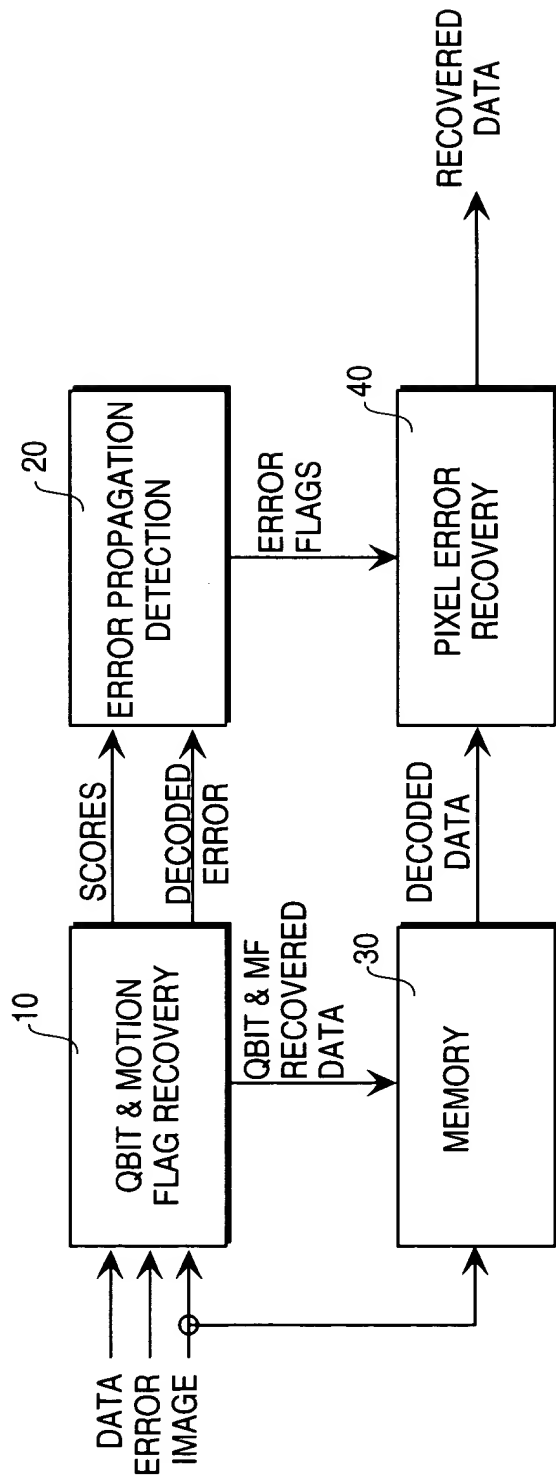 DATA
ERROR
IMAGE
10
QBIT & MOTION
FLAG RECOVERY
SCORES
DECODED
ERROR
20
ERROR PROPAGATION
DETECTION
QBIT & MF
RECOVERED
DATA
ERROR
FLAGS
30
MEMORY
DECODED
DATA
40
PIXEL ERROR
RECOVERY
RECOVERED
DATA